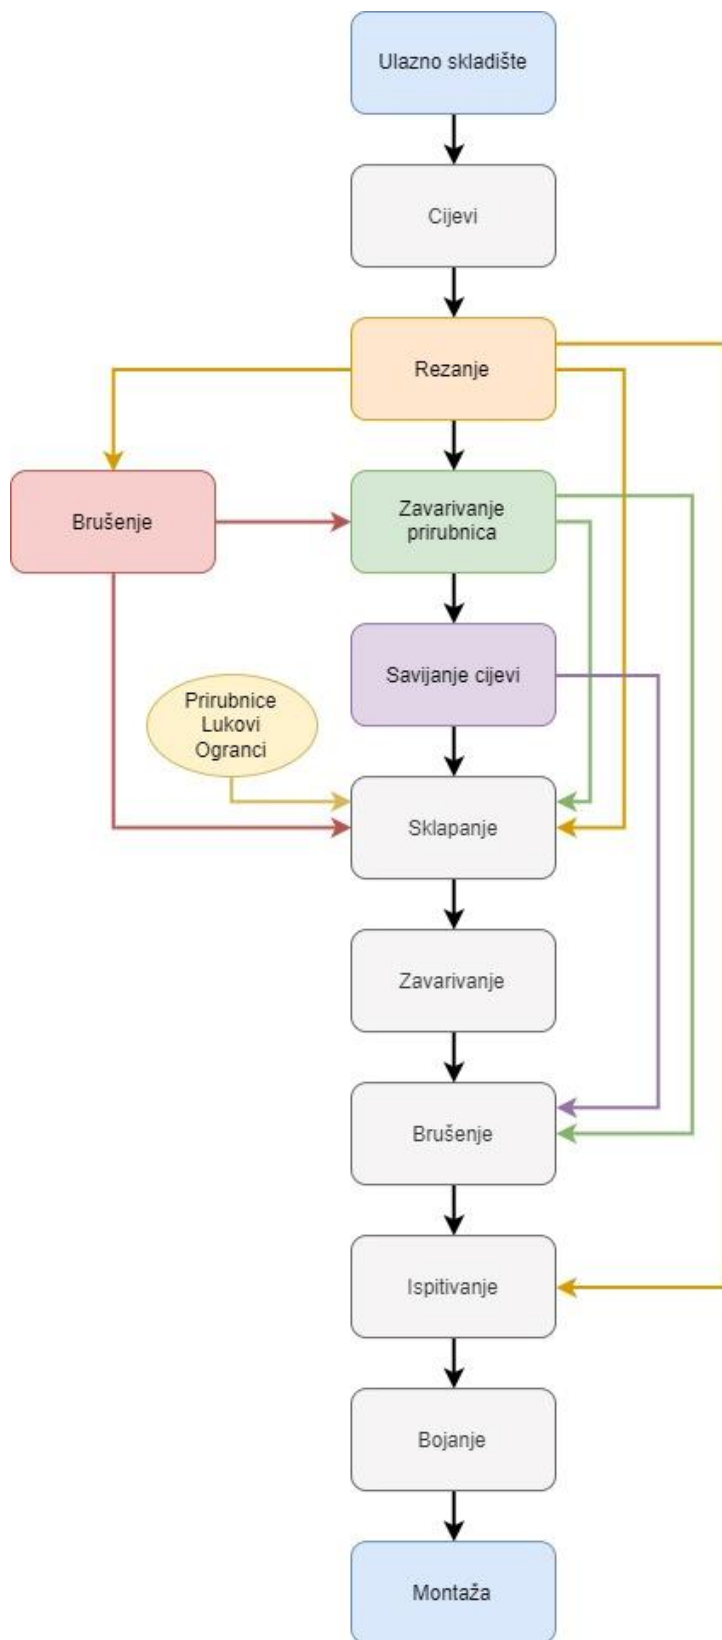 Ulazno skladište
Cijevi
Rezanje
Brušenje
Zavarivanje
prirubnica
Savijanje cijevi
Prirubnice
Lukovi
Ogranci
Sklapanje
Zavarivanje
Brušenje
Ispitivanje
Bojanje
Montaža